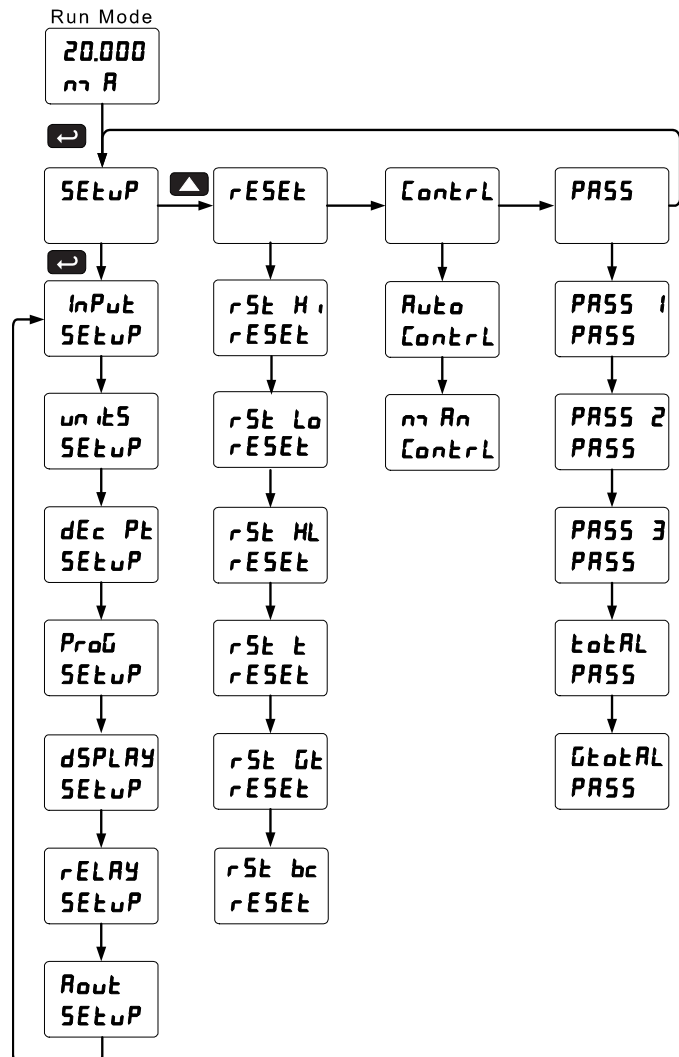 Run Mode
20.000
mA
SEtuP
rESEt
ContrL
PASS
InPut
SEtuP
rSt Hi
rESEt
Auto
ContrL
PASS 1
PASS
unitS
SEtuP
rSt Lo
rESEt
mAn
ContrL
PASS 2
PASS
dEc Pt
SEtuP
rSt HL
rESEt
PASS 3
PASS
ProG
SEtuP
rSt t
rESEt
totAL
PASS
dSPLAY
SEtuP
rSt Gt
rESEt
GtotAL
PASS
rELAY
SEtuP
rSt bc
rESEt
Aout
SEtuP